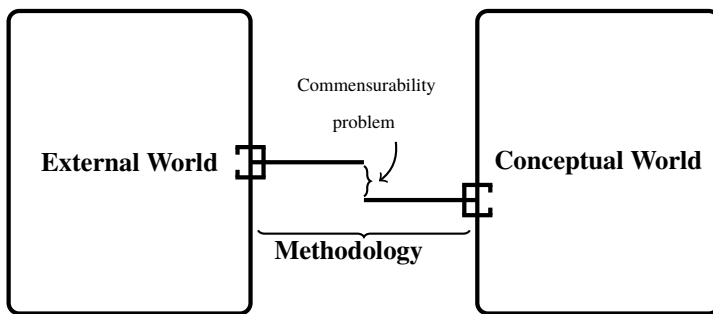 Commensurability
problem
External World
Conceptual World
Methodology